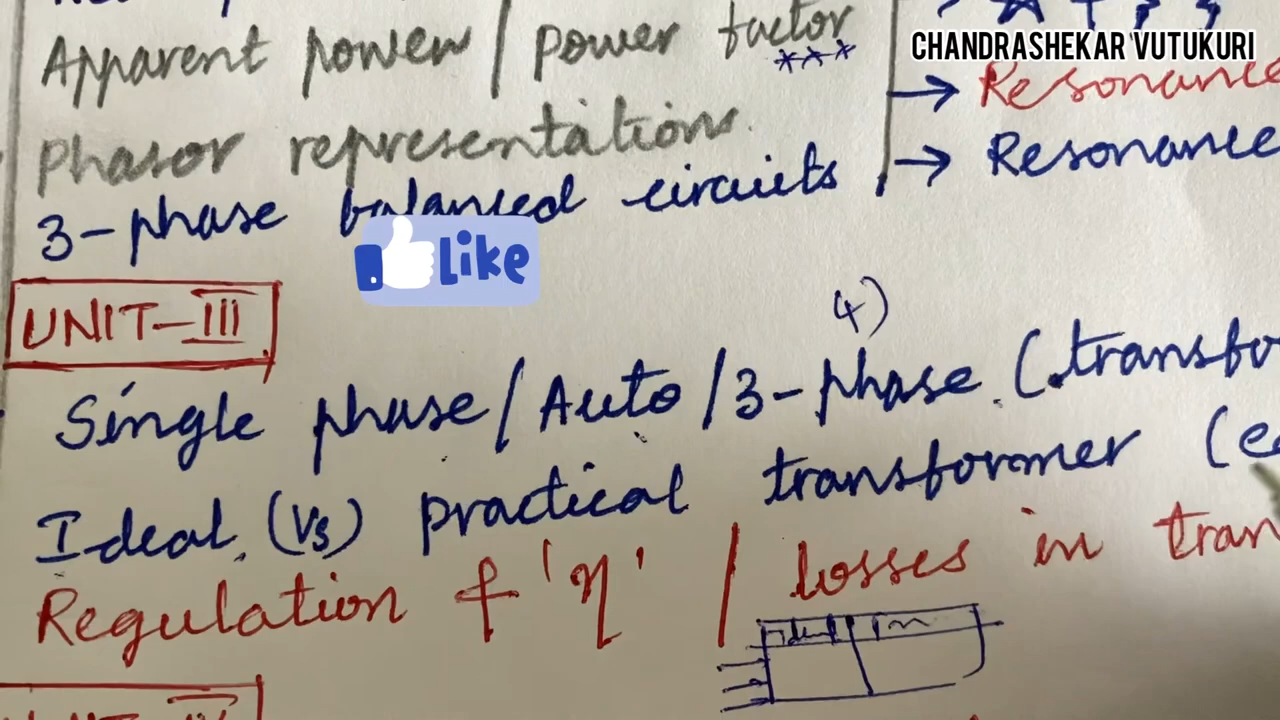 CHANDRASHEKAR VUTUKURI
Apparent power / power factor
***
Phasor representations.
3-phase balanced circuits
→ Resonance
→ Resonance
Like
UNIT-III
4)
Single phase / Auto / 3-phase (transfo
Ideal (Vs) practical transformer (e
Regulation & 'η' / losses in tran